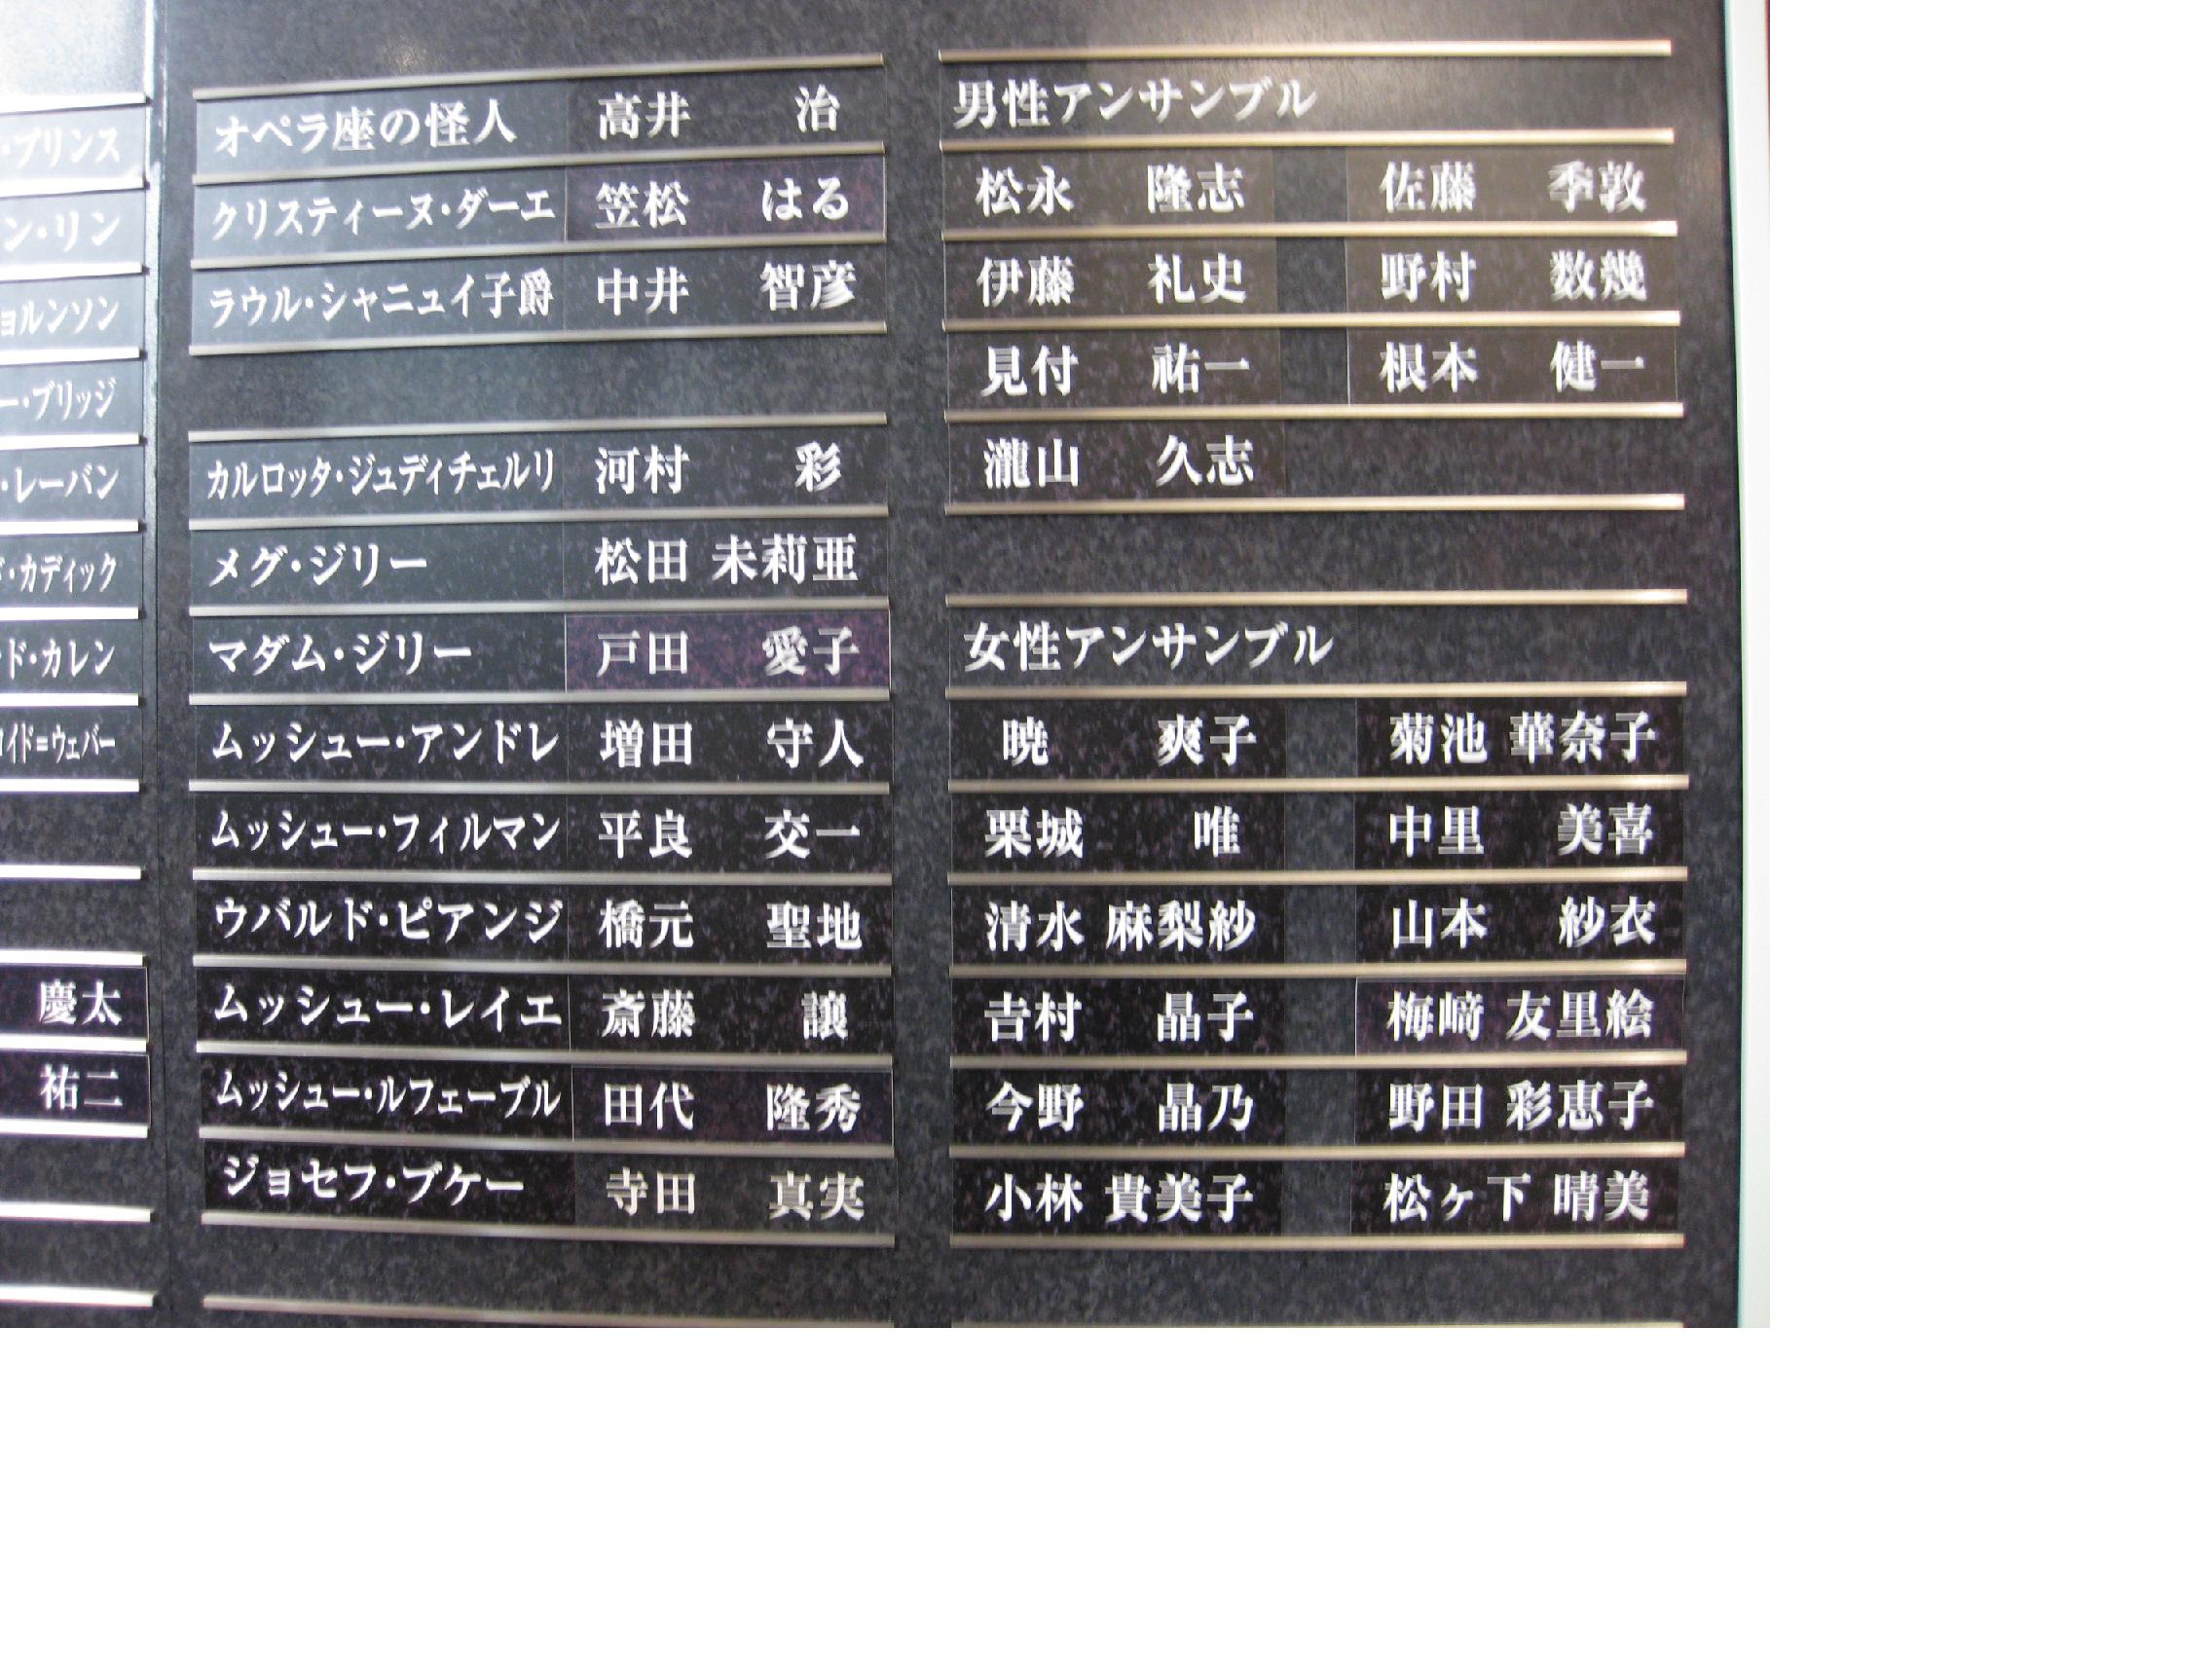 ・プリンス
ン・リン
ョルンソン
ー・ブリッジ
・レーバン
・カディック
ド・カレン
イド=ウェバー
慶太
祐二
オペラ座の怪人 高井 治
クリスティーヌ・ダーエ 笠松 はる
ラウル・シャニュイ子爵 中井 智彦
カルロッタ・ジュディチェルリ 河村 彩
メグ・ジリー 松田 未莉亜
マダム・ジリー 戸田 愛子
ムッシュー・アンドレ 増田 守人
ムッシュー・フィルマン 平良 交一
ウバルド・ピアンジ 橋元 聖地
ムッシュー・レイエ 斎藤 譲
ムッシュー・ルフェーブル 田代 隆秀
ジョセフ・ブケー 寺田 真実
男性アンサンブル
松永 隆志 佐藤 季敦
伊藤 礼史 野村 数幾
見付 祐一 根本 健一
瀧山 久志
女性アンサンブル
暁 爽子 菊池 華奈子
栗城 唯 中里 美喜
清水 麻梨紗 山本 紗衣
吉村 晶子 梅﨑 友里絵
今野 晶乃 野田 彩恵子
小林 貴美子 松ヶ下 晴美